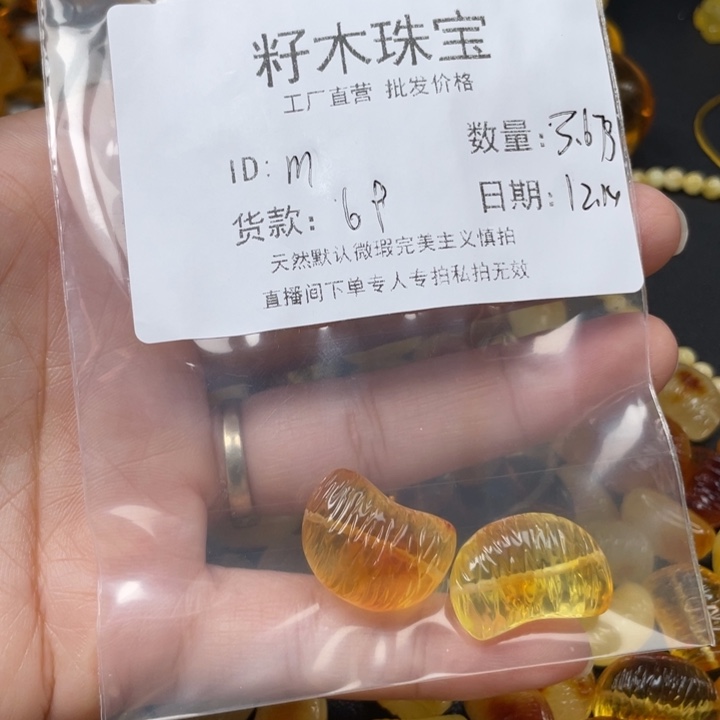 籽木珠宝
工厂直营 批发价格
ID: m 数量: 3.67g
货款: 6P 日期: 12.14
天然默认微瑕完美主义慎拍
直播间下单专人专拍私拍无效